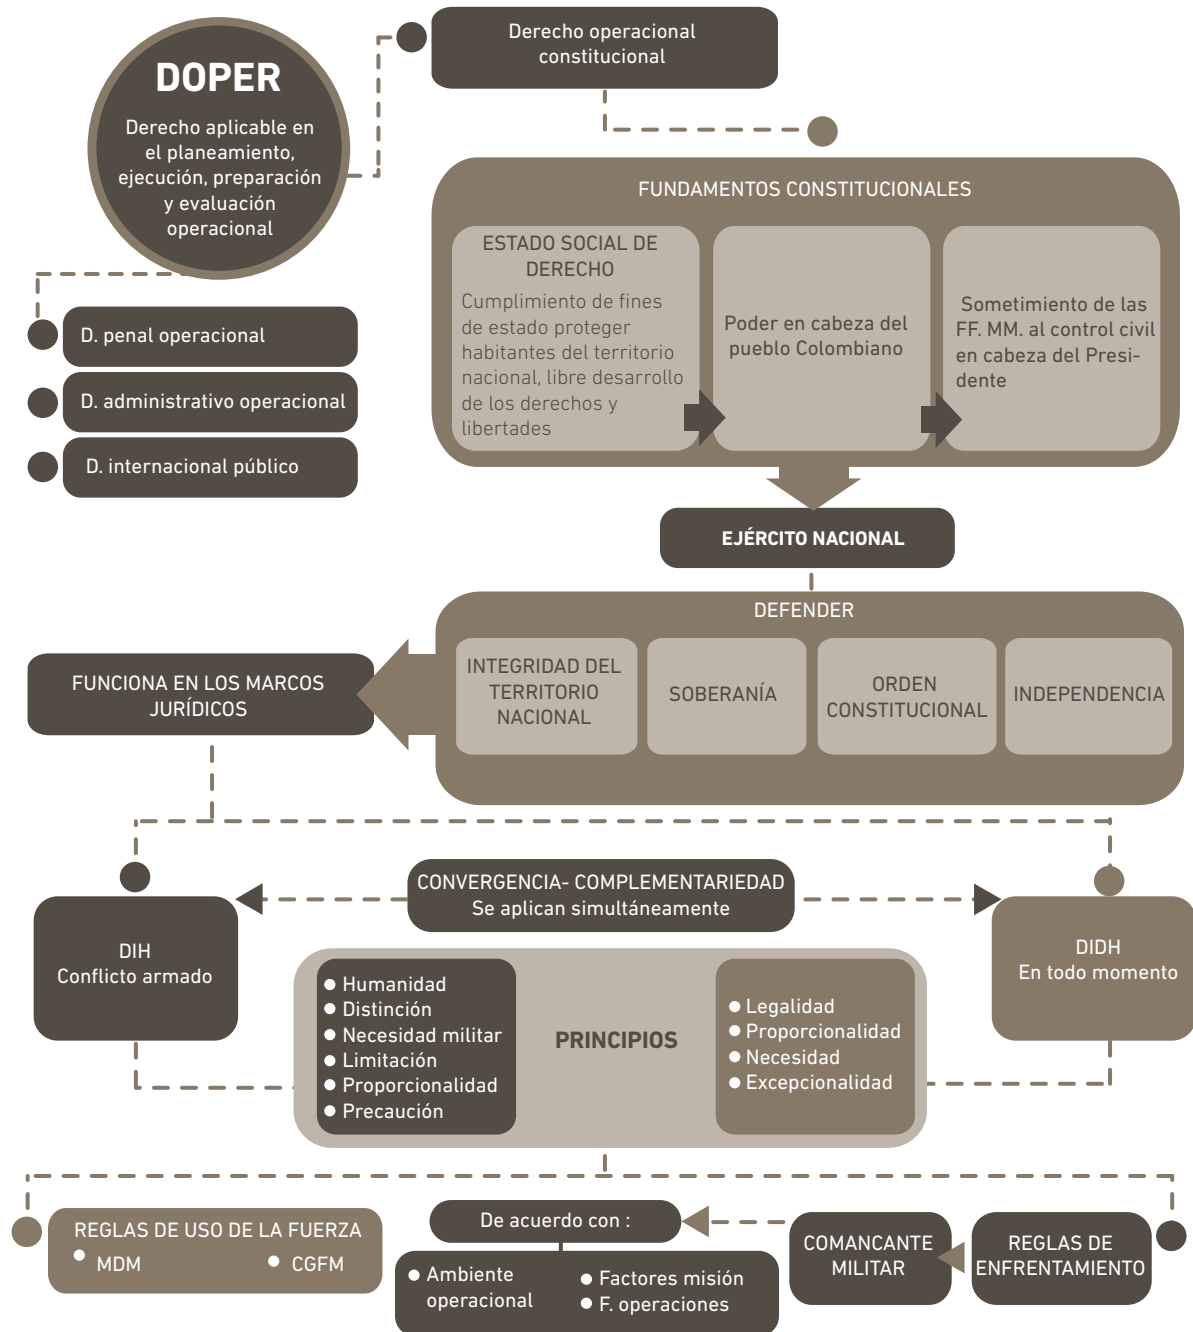 DOPER
Derecho aplicable en
el planeamiento,
ejecución, preparación
y evaluación
operacional
Derecho operacional
constitucional
D. penal operacional
D. administrativo operacional
D. internacional público
FUNDAMENTOS CONSTITUCIONALES
ESTADO SOCIAL DE
DERECHO
Cumplimiento de fines
de estado proteger
habitantes del territorio
nacional, libre desarrollo
de los derechos y
libertades
Poder en cabeza del
pueblo Colombiano
Sometimiento de las
FF. MM. al control civil
en cabeza del Presi-
dente
EJÉRCITO NACIONAL
DEFENDER
INTEGRIDAD DEL
TERRITORIO
NACIONAL
SOBERANÍA
ORDEN
CONSTITUCIONAL
INDEPENDENCIA
FUNCIONA EN LOS MARCOS
JURÍDICOS
CONVERGENCIA- COMPLEMENTARIEDAD
Se aplican simultáneamente
DIH
Conflicto armado
DIDH
En todo momento
PRINCIPIOS
Humanidad
Distinción
Necesidad militar
Limitación
Proporcionalidad
Precaución
Legalidad
Proporcionalidad
Necesidad
Excepcionalidad
REGLAS DE USO DE LA FUERZA
MDM
CGFM
De acuerdo con :
Ambiente
operacional
Factores misión
F. operaciones
COMANCANTE
MILITAR
REGLAS DE
ENFRENTAMIENTO